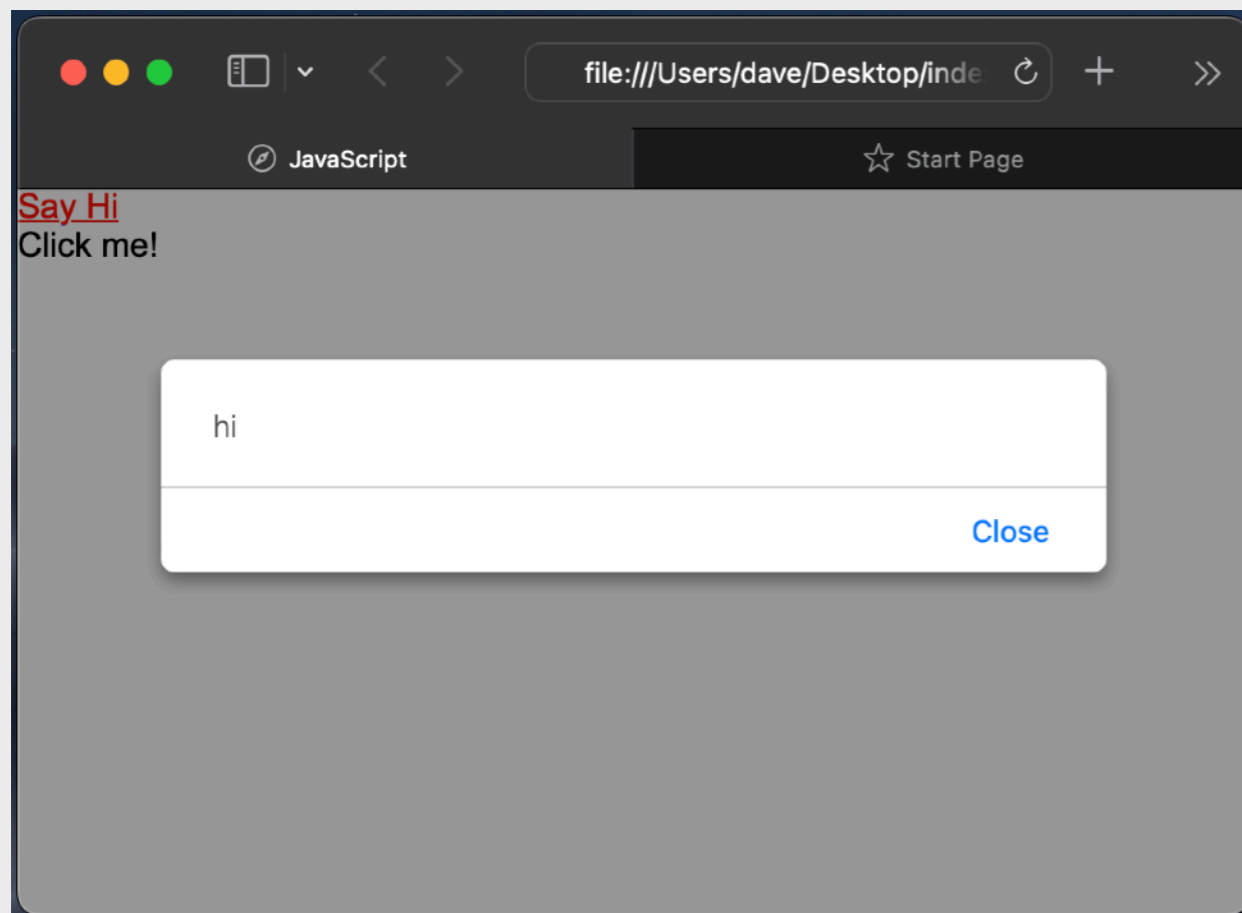 file:///Users/dave/Desktop/inde
JavaScript
Start Page
Say Hi
Click me!
hi
Close